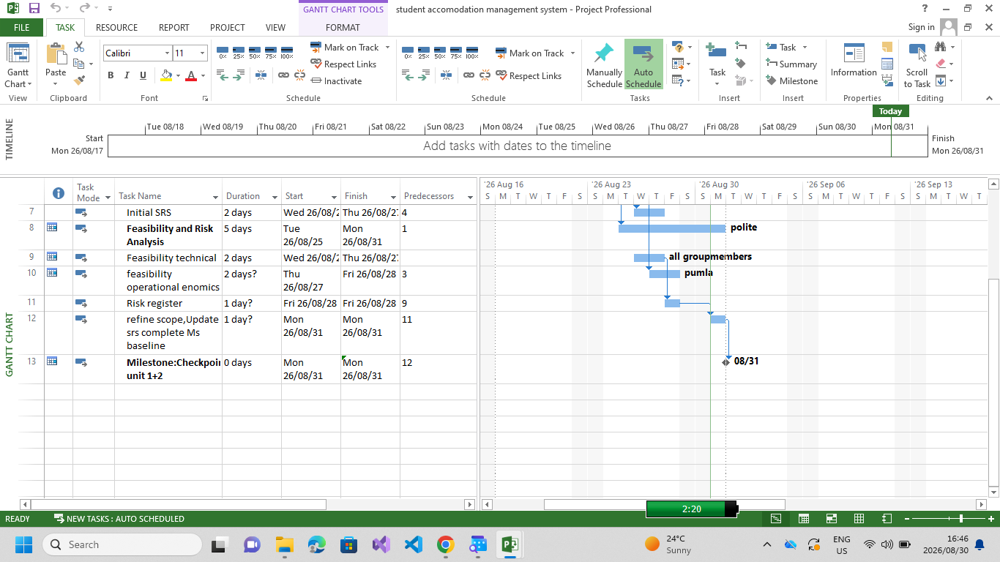 GANTT CHART TOOLS
student accomodation management system - Project Professional
FILE
TASK
RESOURCE
REPORT
PROJECT
VIEW
FORMAT
Sign in
Gantt
Chart
View
Paste
Clipboard
Calibri
11
B I U
A
Font
0% 25% 50% 75% 100%
Mark on Track
Respect Links
Inactivate
Schedule
0% 25% 50% 75% 100%
Mark on Track
Respect Links
Schedule
Manually
Schedule
Auto
Schedule
Tasks
Task
Insert
Task
Summary
Milestone
Insert
Information
Properties
Scroll
to Task
Editing
TIMELINE
Today
Tue 08/18 Wed 08/19 Thu 08/20 Fri 08/21 Sat 08/22 Sun 08/23 Mon 08/24 Tue 08/25 Wed 08/26 Thu 08/27 Fri 08/28 Sat 08/29 Sun 08/30 Mon 08/31
Start
Mon 26/08/17
Add tasks with dates to the timeline
Finish
Mon 26/08/31
GANTT CHART
Task
Mode
Task Name
Duration
Start
Finish
Predecessors
7 Initial SRS 2 days Wed 26/08/2 Thu 26/08/27 4
8 Feasibility and Risk 5 days Tue Mon 1
Analysis 26/08/25 26/08/31
9 Feasibility technical 2 days Wed 26/08/2 Thu 26/08/27
10 feasibility 2 days? Thu Fri 26/08/28 3
operational enomics 26/08/27
11 Risk register 1 day? Fri 26/08/28 Fri 26/08/28 9
12 refine scope,Update 1 day? Mon Mon 11
srs complete Ms 26/08/31 26/08/31
baseline
13 Milestone:Checkpoin 0 days Mon Mon 12
unit 1+2 26/08/31 26/08/31
'26 Aug 16 '26 Aug 23 '26 Aug 30 '26 Sep 06 '26 Sep 13
S M T W T F S S M T W T F S S M T W T F S S M T W T F S S M T W T
polite
all groupmembers
pumla
08/31
2:20
READY
NEW TASKS : AUTO SCHEDULED
Search
24°C
Sunny
ENG
US
16:46
2026/08/30